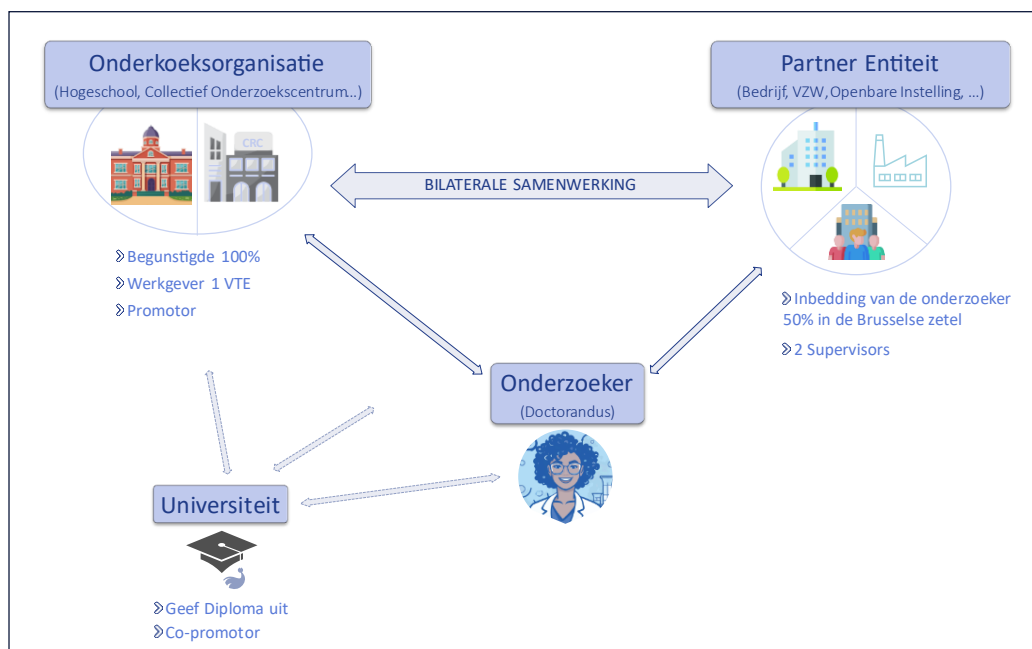 Onderkoeksorganisatie
(Hogeschool, Collectief Onderzoekscentrum...)
CRC
Begunstigde 100%
Werkgever 1 VTE
Promotor
BILATERALE SAMENWERKING
Partner Entiteit
(Bedrijf, VZW, Openbare Instelling, ...)
Inbedding van de onderzoeker
50% in de Brusselse zetel
2 Supervisors
Onderzoeker
(Doctorandus)
Universiteit
Geef Diploma uit
Co-promotor